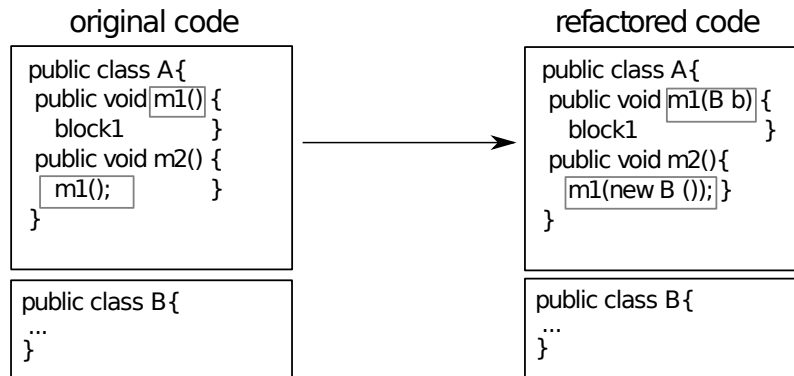 original code
public class A{
public void m1() {
block1 }
public void m2() {
m1(); }
}
public class B{
...
}
refactored code
public class A{
public void m1(B b) {
block1 }
public void m2(){
m1(new B ()); }
}
public class B{
...
}